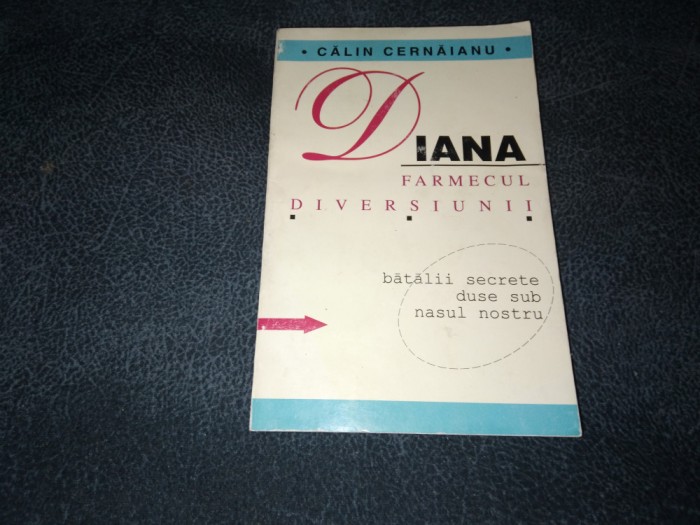 • CĂLIN CERNĂIANU •
DIANA
FARMECUL
DIVERSIUNII
bătălii secrete
duse sub
nasul nostru